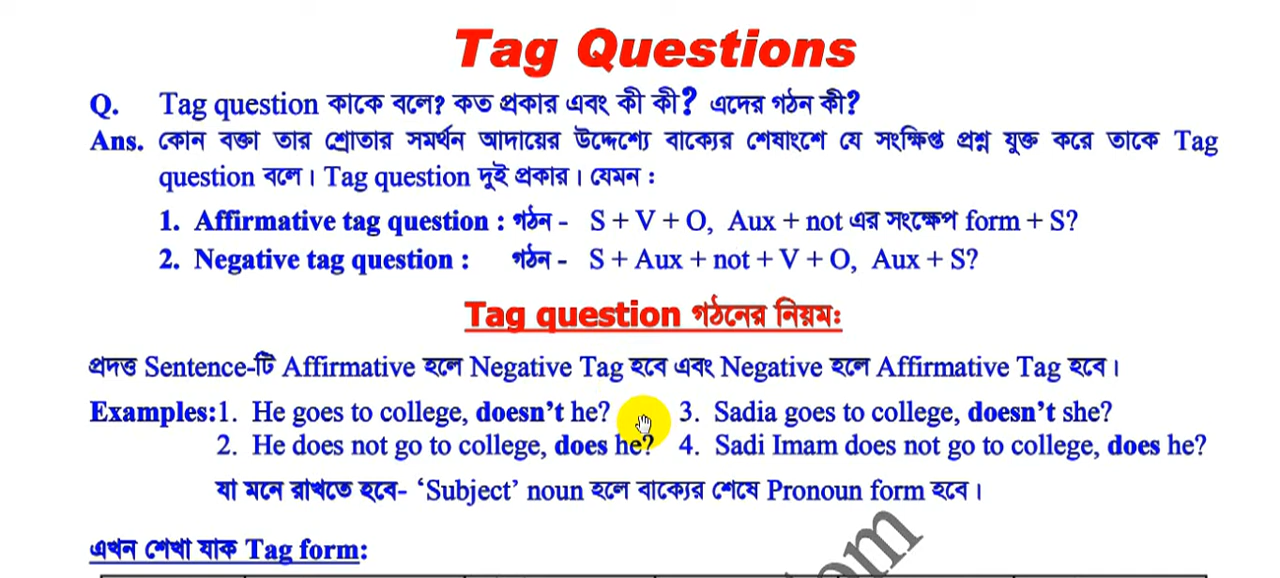 Tag Questions
Q. Tag question কাকে বলে? কত প্রকার এবং কী কী? এদের গঠন কী?
Ans. কোন বক্তা তার শ্রোতার সমর্থন আদায়ের উদ্দেশ্যে বাক্যের শেষাংশে যে সংক্ষিপ্ত প্রশ্ন যুক্ত করে তাকে Tag
question বলে। Tag question দুই প্রকার। যেমন :
1. Affirmative tag question : গঠন - S + V + O, Aux + not এর সংক্ষেপ form + S?
2. Negative tag question : গঠন - S + Aux + not + V + O, Aux + S?
Tag question গঠনের নিয়ম:
প্রদত্ত Sentence-টি Affirmative হলে Negative Tag হবে এবং Negative হলে Affirmative Tag হবে।
Examples:1. He goes to college, doesn't he? 3. Sadia goes to college, doesn't she?
2. He does not go to college, does he? 4. Sadi Imam does not go to college, does he?
যা মনে রাখতে হবে- 'Subject' noun হলে বাক্যের শেষে Pronoun form হবে।
এখন শেখা যাক Tag form: